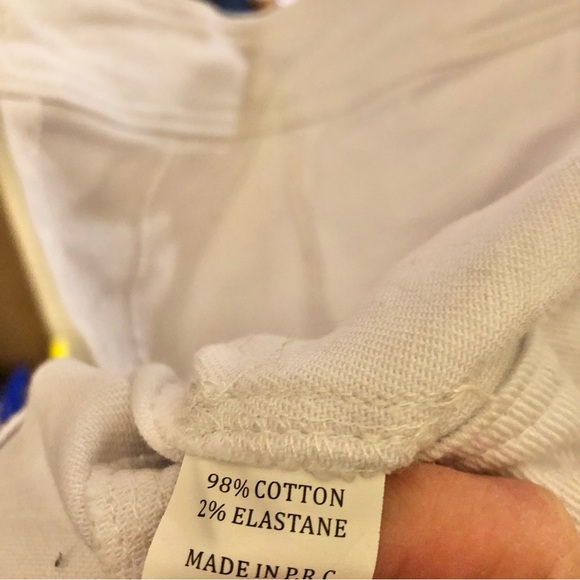 98% COTTON
2% ELASTANE
MADE IN P.R.C